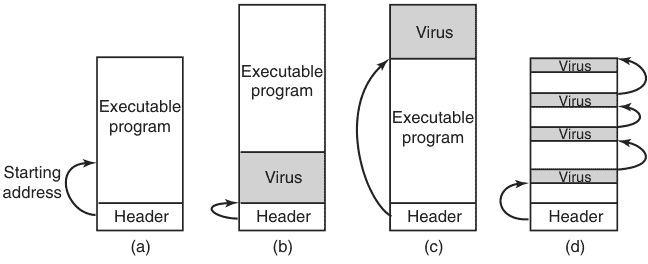 Executable
program
Starting
address
Header
(a)
Executable
program
Virus
Header
(b)
Virus
Executable
program
Header
(c)
Virus
Virus
Virus
Virus
Header
(d)